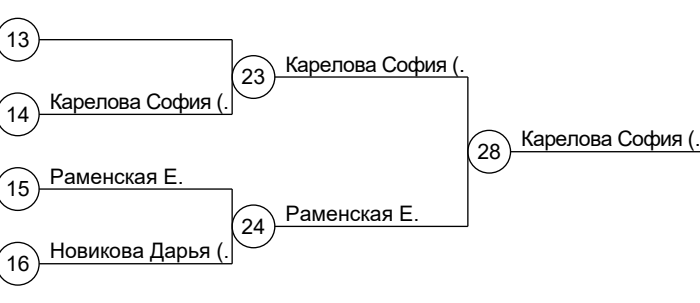 13
Карелова София (.
23
Карелова София (.
14
Карелова София (.
28
Раменская Е.
15
24
Раменская Е.
Новикова Дарья (.
16